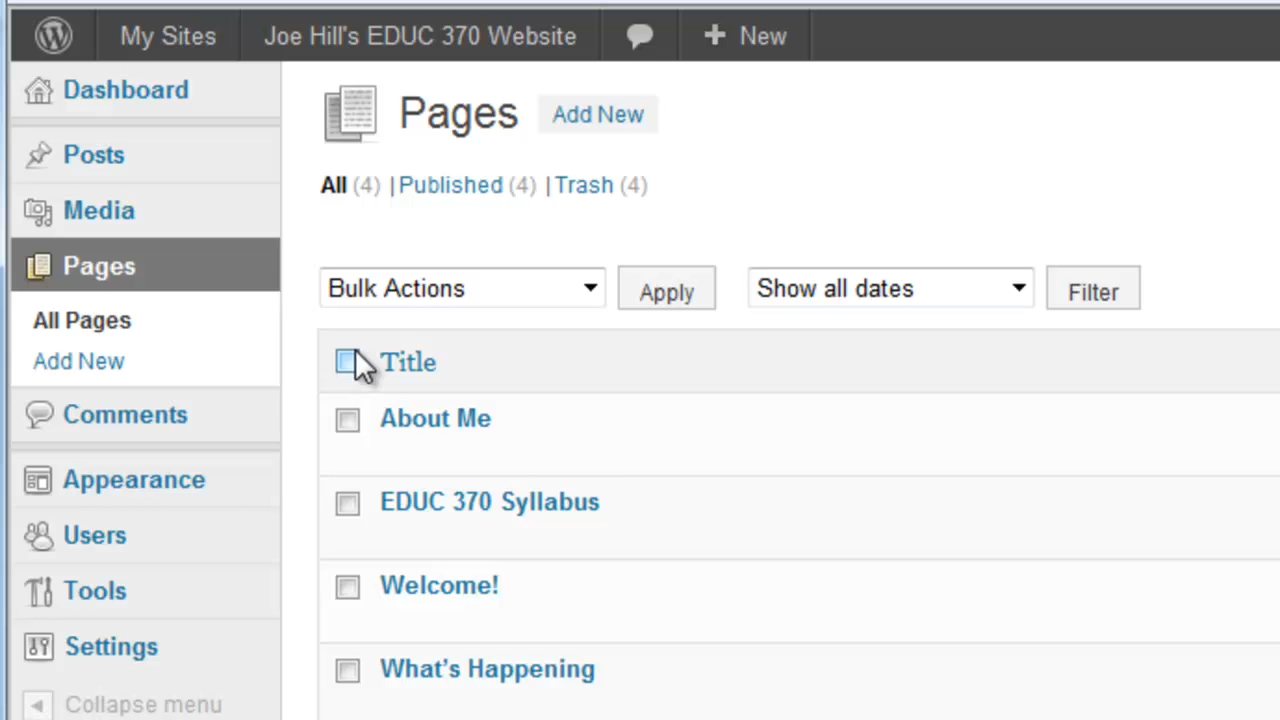 My Sites Joe Hill's EDUC 370 Website New
Dashboard
Posts
Media
Pages
All Pages
Add New
Comments
Appearance
Users
Tools
Settings
Collapse menu
Pages Add New
All (4) | Published (4) | Trash (4)
Bulk Actions Apply Show all dates Filter
Title
About Me
EDUC 370 Syllabus
Welcome!
What's Happening